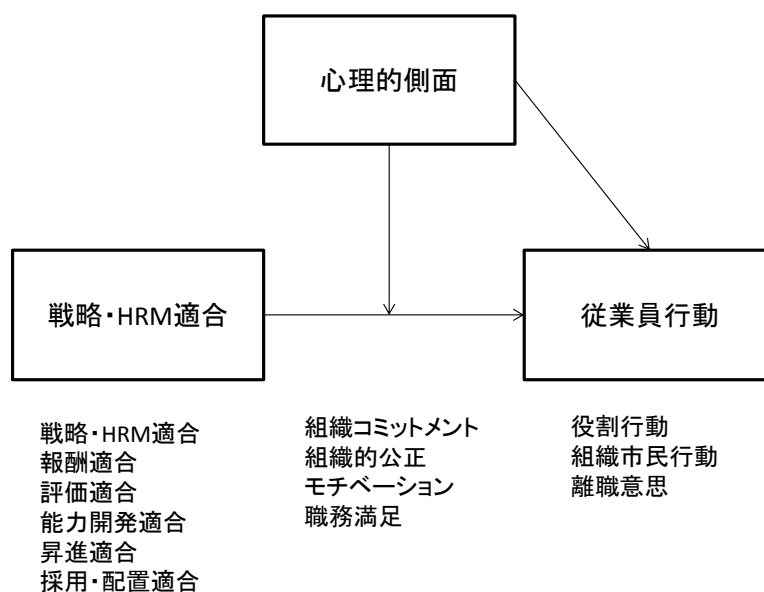 心理的側面
戦略・HRM適合
従業員行動
戦略・HRM適合
報酬適合
評価適合
能力開発適合
昇進適合
採用・配置適合
組織コミットメント
組織的公正
モチベーション
職務満足
役割行動
組織市民行動
離職意思